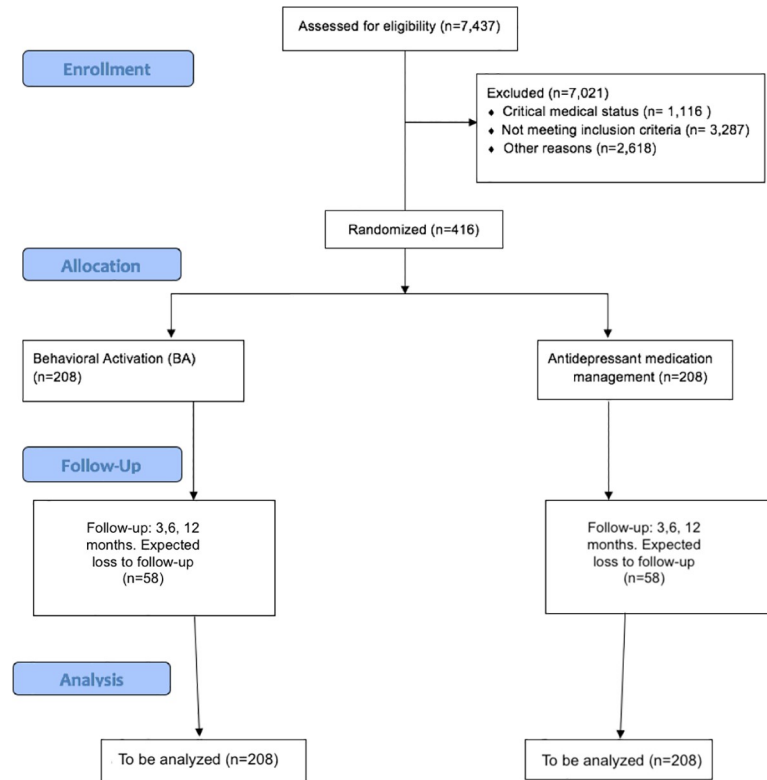 Assessed for eligibility (n=7,437)
Enrollment
Excluded (n=7,021)
♦ Critical medical status (n= 1,116 )
♦ Not meeting inclusion criteria (n= 3,287)
♦ Other reasons (n=2,618)
Randomized (n=416)
Allocation
Behavioral Activation (BA)
(n=208)
Antidepressant medication
management (n=208)
Follow-Up
Follow-up: 3,6, 12
months. Expected
loss to follow-up
(n=58)
Follow-up: 3,6, 12
months. Expected
loss to follow-up
(n=58)
Analysis
To be analyzed (n=208)
To be analyzed (n=208)